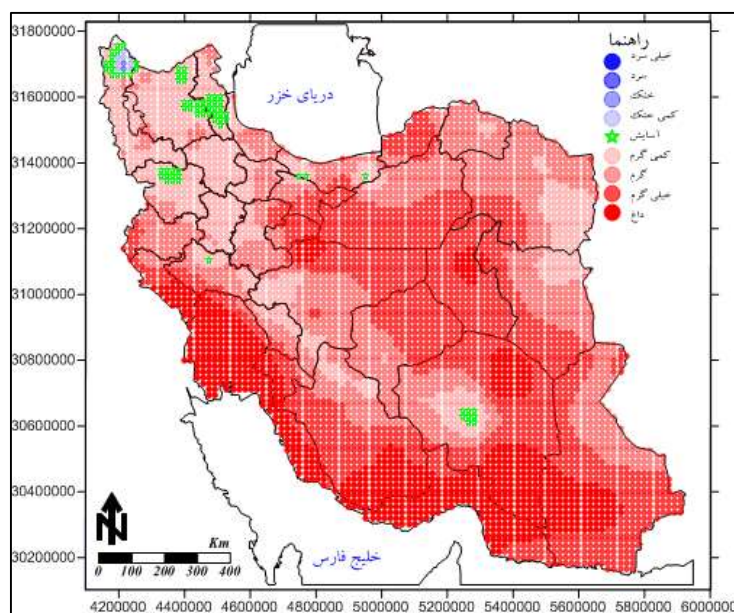 31800000
31600000
31400000
31200000
31000000
30800000
30600000
30400000
30200000
4200000 4400000 4600000 4800000 5000000 5200000 5400000 5600000 5800000 6000000
دریای خزر
خلیج فارس
راهنما
خیلی سرد
سرد
خنک
کمی خنک
آسایش
کمی گرم
گرم
خیلی گرم
داغ
N
Km
0 100 200 300 400